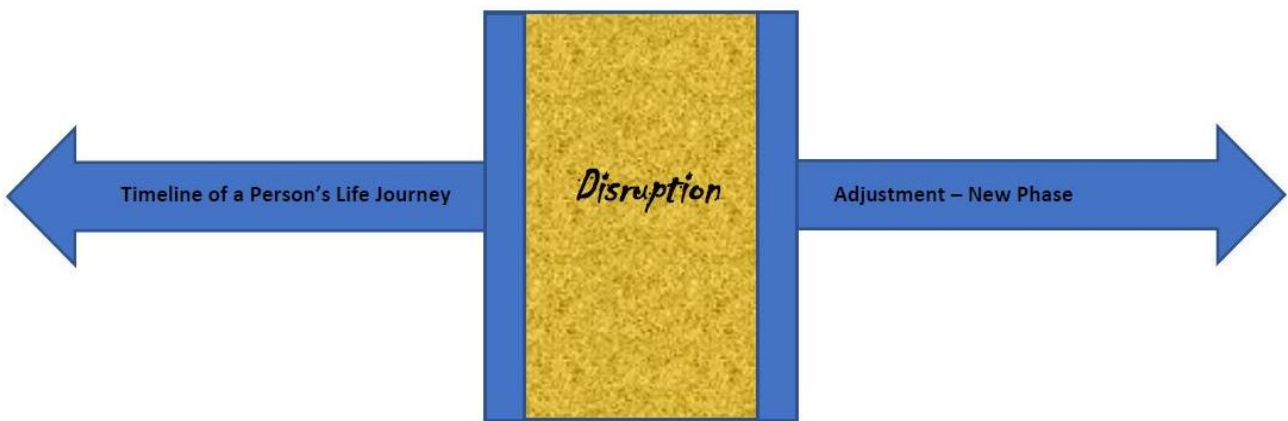 Timeline of a Person’s Life Journey
Disruption
Adjustment – New Phase